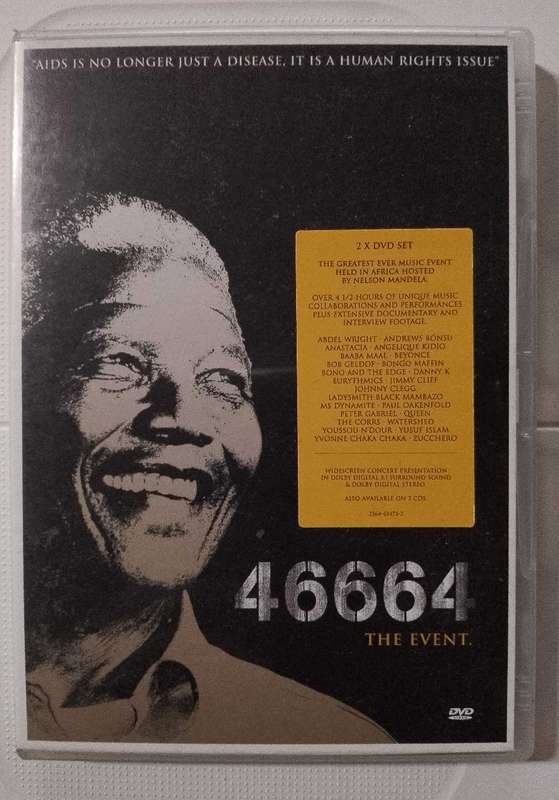 "AIDS IS NO LONGER JUST A DISEASE, IT IS A HUMAN RIGHTS ISSUE"
2 X DVD SET
THE GREATEST EVER MUSIC EVENT
HELD IN AFRICA HOSTED
BY NELSON MANDELA.
OVER 4 1/2 HOURS OF UNIQUE MUSIC
COLLABORATIONS AND PERFORMANCES
PLUS EXTENSIVE DOCUMENTARY AND
INTERVIEW FOOTAGE.
ABDEL WRIGHT · ANDREWS BONSU
ANASTACIA · ANGELIQUE KIDJO
BAABA MAAL · BEYONCE
BOB GELDOF · BONGO MAFFIN
BONO AND THE EDGE · DANNY K
EURYTHMICS · JIMMY CLIFF
JOHNNY CLEGG
LADYSMITH BLACK MAMBAZO
MS DYNAMITE · PAUL OAKENFOLD
PETER GABRIEL · QUEEN
THE CORRS · WATERSHED
YOUSSOU N'DOUR · YUSUF ISLAM
YVONNE CHAKA CHAKA · ZUCCHERO
WIDESCREEN CONCERT PRESENTATION
IN DOLBY DIGITAL 5.1 SURROUND SOUND
& DOLBY DIGITAL STEREO.
ALSO AVAILABLE ON 3 CDS.
46664
THE EVENT.
DVD